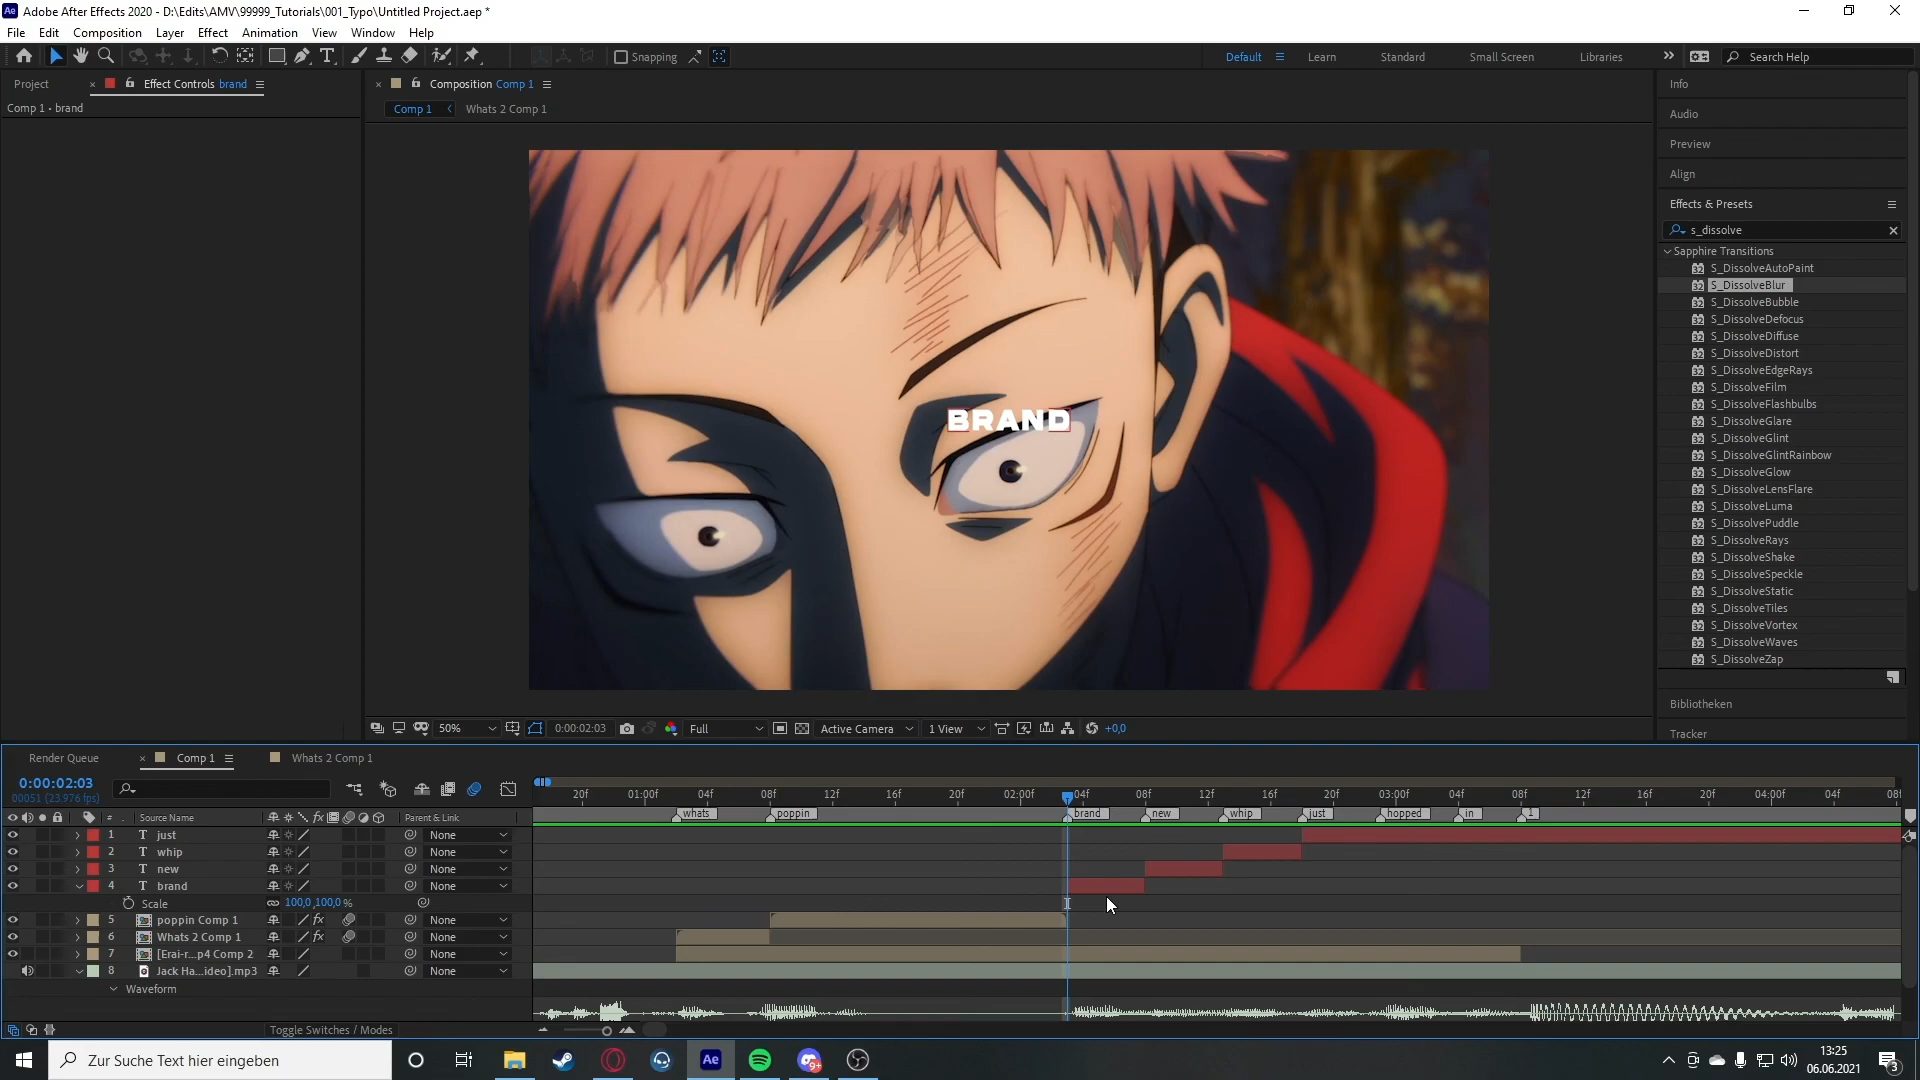 Adobe After Effects 2020 - D:\Edits\AMV\99999_Tutorials\001_Typo\Untitled Project.aep *
File Edit Composition Layer Effect Animation View Window Help
Snapping Default Learn Standard Small Screen Libraries Search Help
Project Effect Controls brand Composition Comp 1
Comp 1 • brand
Comp 1 Whats 2 Comp 1
BRAND
50% 0:00:02:03 Full Active Camera 1 View +0,0
Info
Audio
Preview
Align
Effects & Presets
s_dissolve
Sapphire Transitions
S_DissolveAutoPaint
S_DissolveBlur
S_DissolveBubble
S_DissolveDefocus
S_DissolveDiffuse
S_DissolveDistort
S_DissolveEdgeRays
S_DissolveFilm
S_DissolveFlashbulbs
S_DissolveGlare
S_DissolveGlint
S_DissolveGlintRainbow
S_DissolveGlow
S_DissolveLensFlare
S_DissolveLuma
S_DissolvePuddle
S_DissolveRays
S_DissolveShake
S_DissolveSpeckle
S_DissolveStatic
S_DissolveTiles
S_DissolveVortex
S_DissolveWaves
S_DissolveZap
Bibliotheken
Tracker
Render Queue Comp 1 Whats 2 Comp 1
0:00:02:03
00051 (23.976 fps)
20f 01:00f 04f 08f 12f 16f 20f 02:00f 04f 08f 12f 16f 20f 03:00f 04f 08f 12f 16f 20f 04:00f 04f 08f
whats poppin brand new whip just hopped in 1
# Source Name Parent & Link
1 T just None
2 T whip None
3 T new None
4 T brand None
Scale 100,0,100,0 %
5 poppin Comp 1 fx None
6 Whats 2 Comp 1 fx None
7 [Erai-r...p4 Comp 2 None
8 Jack Ha...ideo].mp3 None
Waveform
Toggle Switches / Modes
Zur Suche Text hier eingeben
Ae
13:25
06.06.2021
3